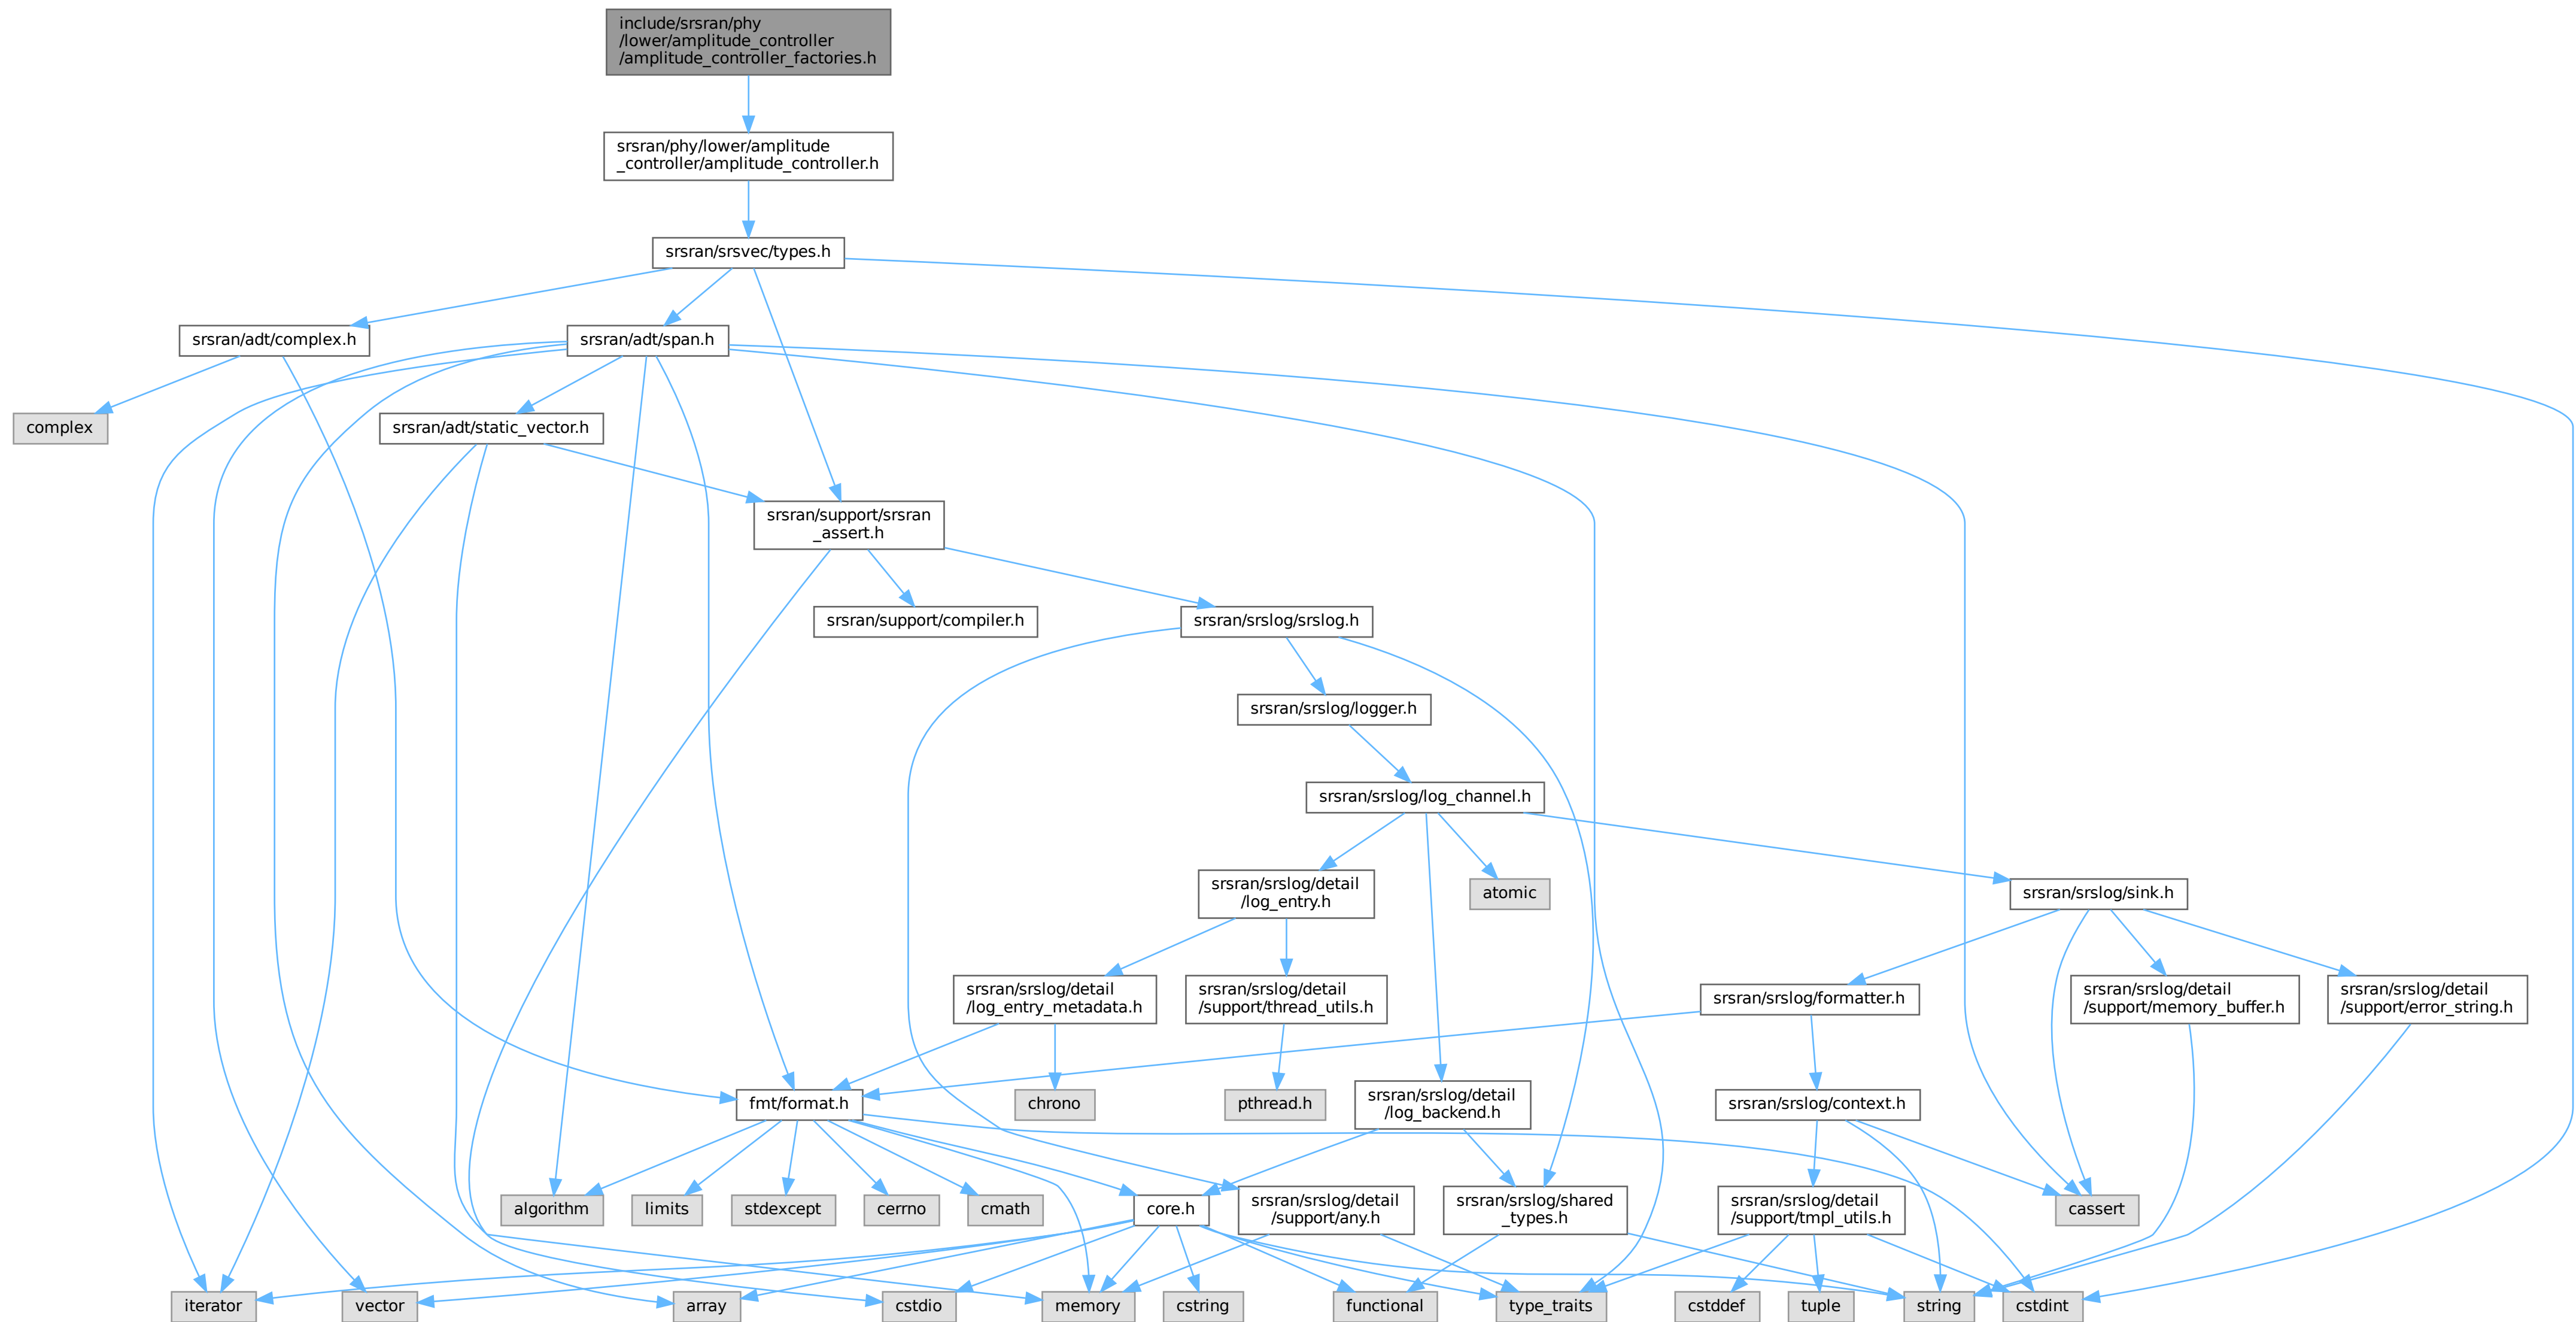 include/srsran/phy
/lower/amplitude_controller
/amplitude_controller_factories.h
srsran/phy/lower/amplitude
_controller/amplitude_controller.h
srsran/srsvec/types.h
srsran/adt/complex.h
srsran/adt/span.h
complex
srsran/adt/static_vector.h
srsran/support/srsran
_assert.h
srsran/support/compiler.h
srsran/srslog/srslog.h
srsran/srslog/logger.h
srsran/srslog/log_channel.h
srsran/srslog/detail
/log_entry.h
atomic
srsran/srslog/sink.h
srsran/srslog/detail
/log_entry_metadata.h
srsran/srslog/detail
/support/thread_utils.h
srsran/srslog/formatter.h
srsran/srslog/detail
/support/memory_buffer.h
srsran/srslog/detail
/support/error_string.h
fmt/format.h
chrono
pthread.h
srsran/srslog/detail
/log_backend.h
srsran/srslog/context.h
algorithm
limits
stdexcept
cerrno
cmath
core.h
srsran/srslog/detail
/support/any.h
srsran/srslog/shared
_types.h
srsran/srslog/detail
/support/tmpl_utils.h
cassert
iterator
vector
array
cstdio
memory
cstring
functional
type_traits
cstddef
tuple
string
cstdint